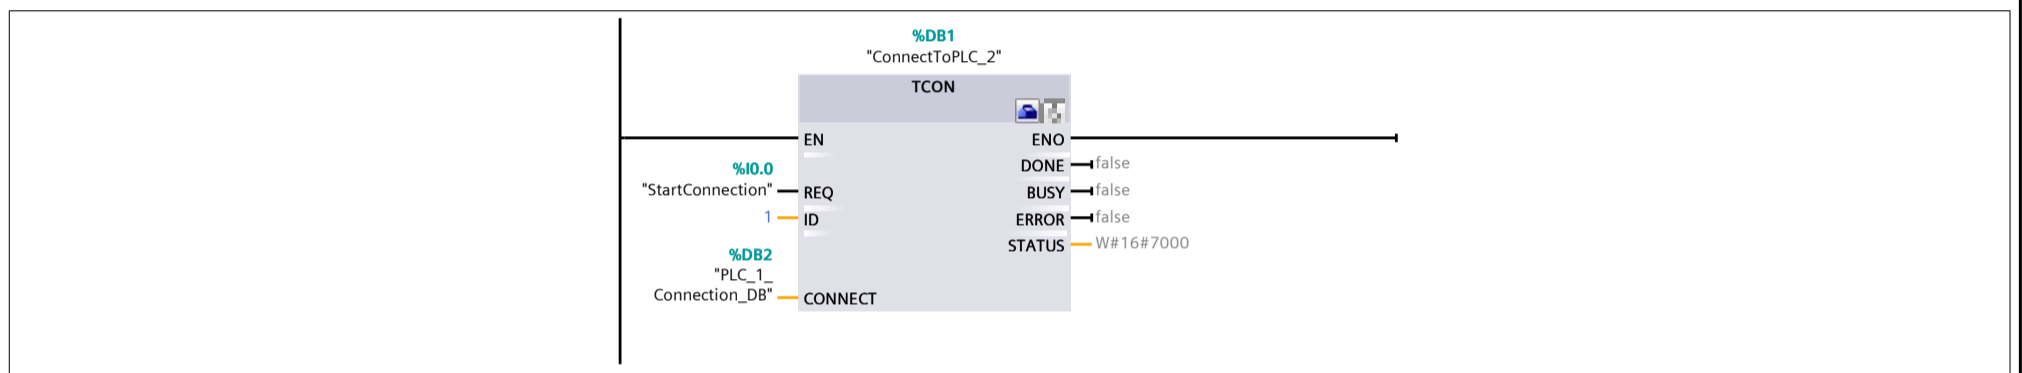 %DB1
"ConnectToPLC_2"
TCON
EN
ENO
DONE
false
%I0.0
"StartConnection"
REQ
BUSY
false
1
ID
ERROR
false
STATUS
W#16#7000
%DB2
"PLC_1_
Connection_DB"
CONNECT